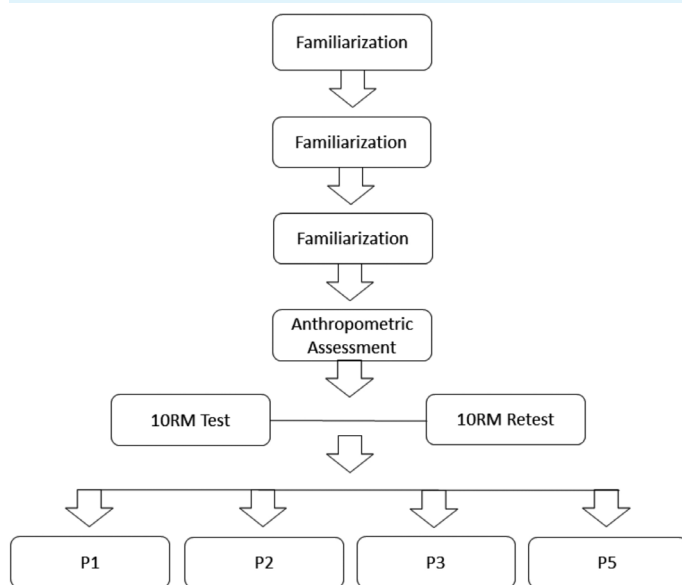 Familiarization
Familiarization
Familiarization
Anthropometric
Assessment
10RM Test
10RM Retest
P1
P2
P3
P5